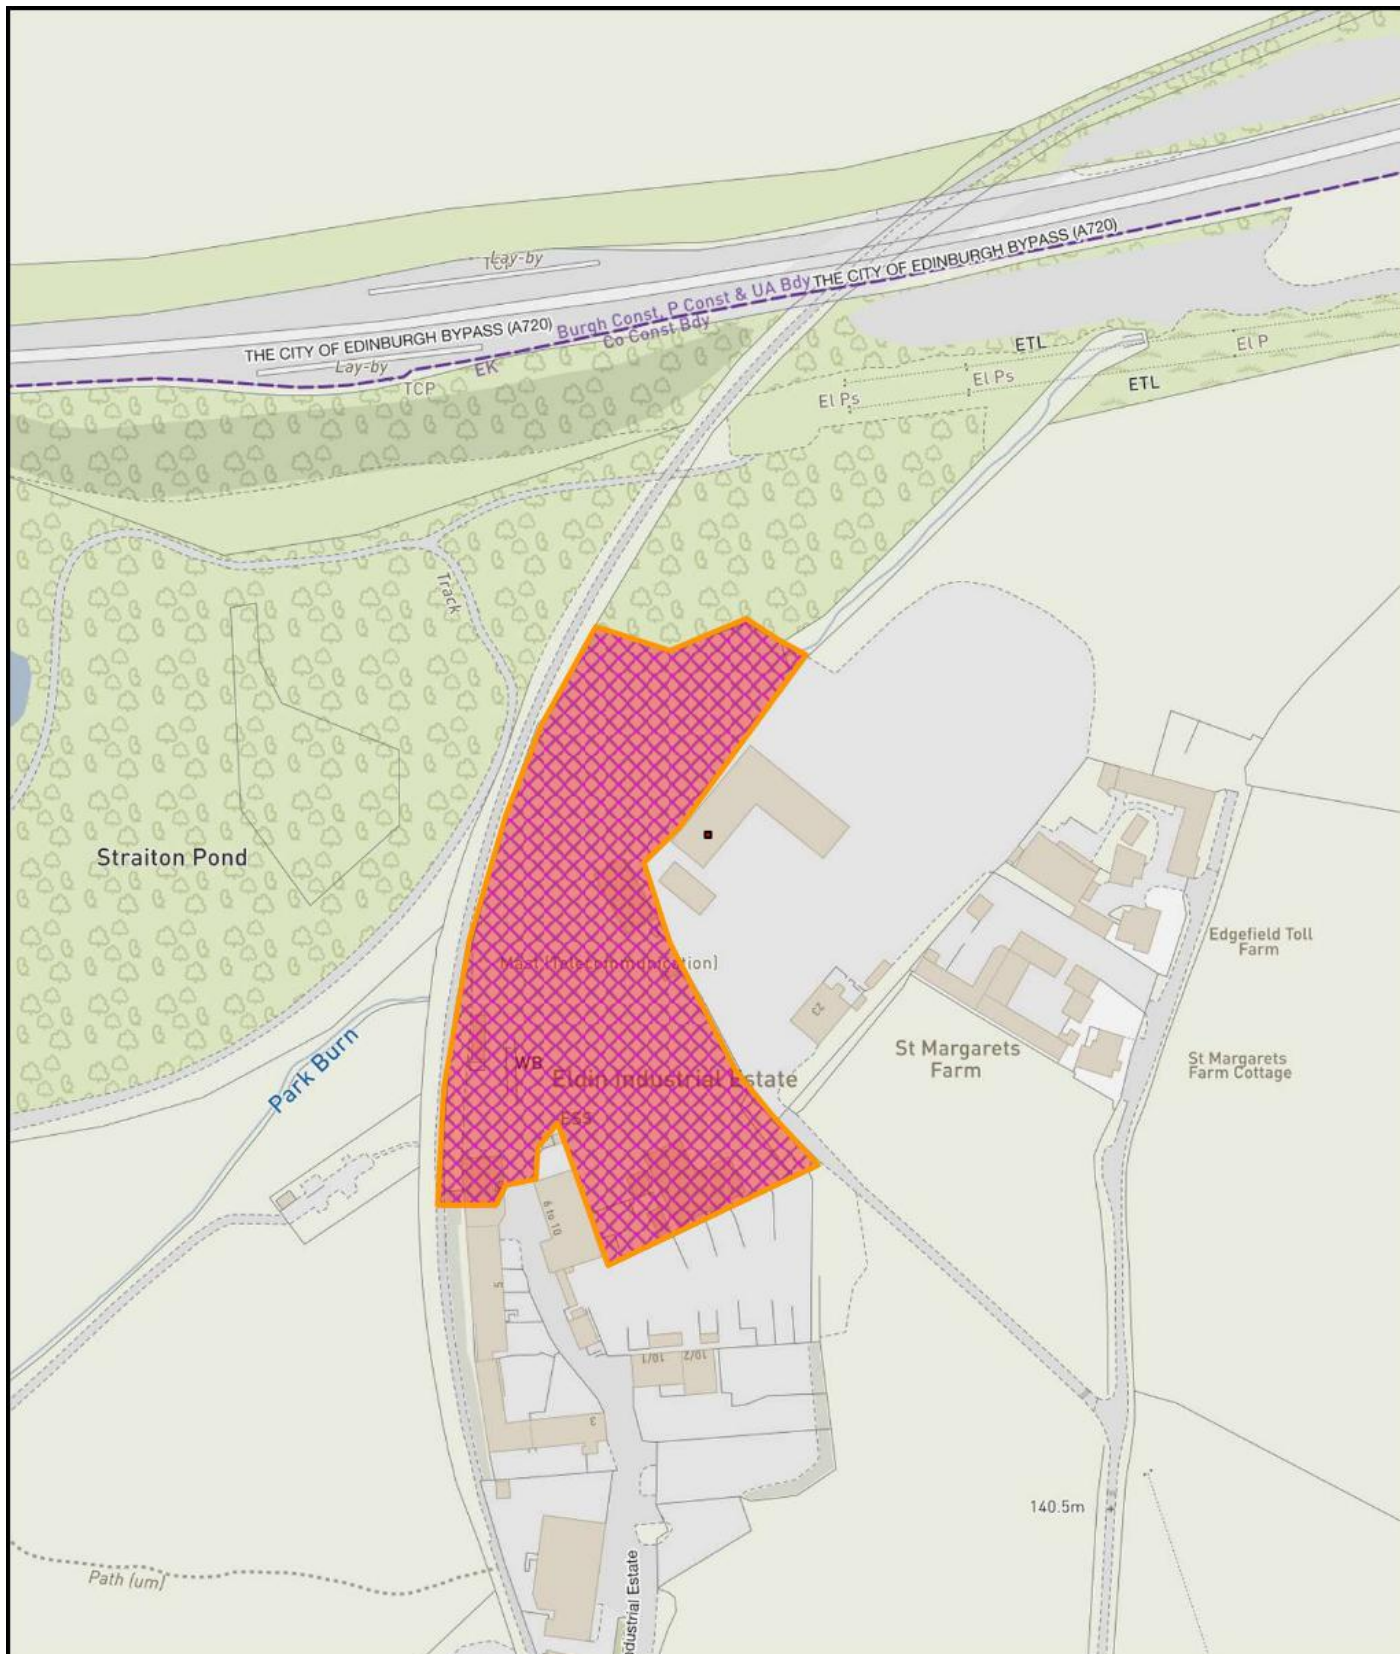 Lay-by
TCP
THE CITY OF EDINBURGH BYPASS (A720)
Burgh Const, P Const & UA Bdy
Co Const Bdy
THE CITY OF EDINBURGH BYPASS (A720)
Lay-by
EK
TCP
ETL
El P
El Ps
El Ps
ETL
Track
Straiton Pond
Edgefield Toll
Farm
Mast (Telecommunication)
23
St Margarets
Farm
St Margarets
Farm Cottage
WB
Eldin Industrial Estate
Park Burn
ESS
6 to 10
5
10/1
10/2
3
140.5m
Path (um)
dustrial Estate